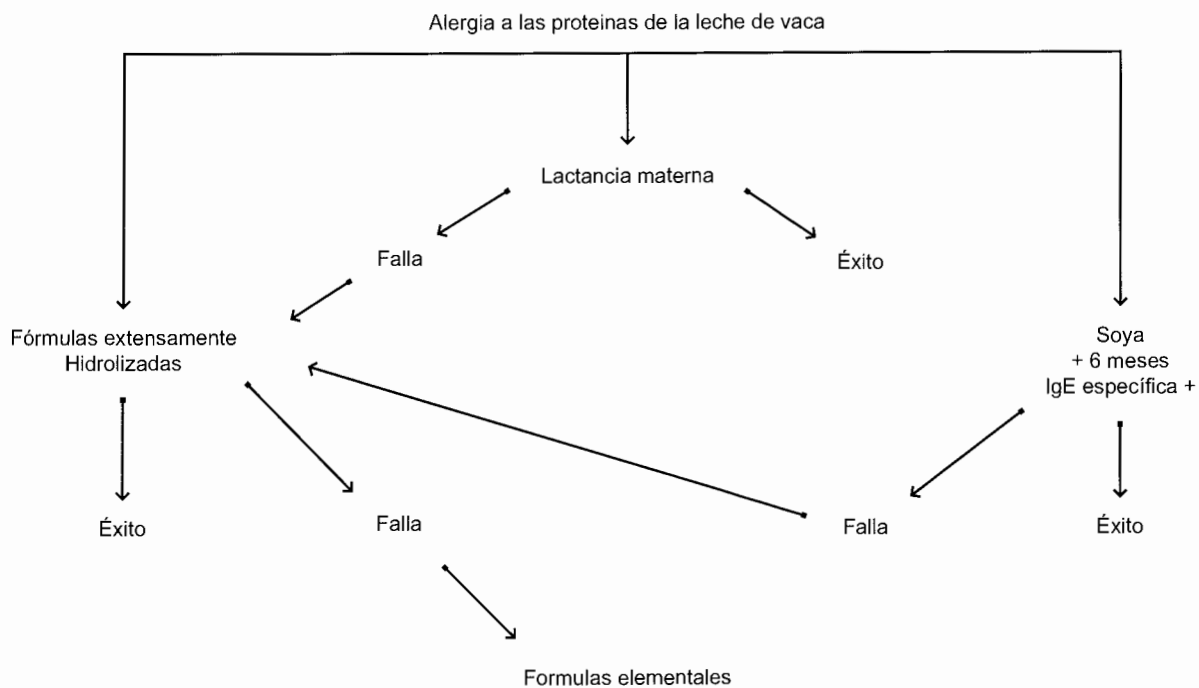 Alergia a las proteinas de la leche de vaca
Lactancia materna
Falla
Éxito
Fórmulas extensamente
Hidrolizadas
Soya
+ 6 meses
IgE específica +
Éxito
Falla
Falla
Éxito
Formulas elementales